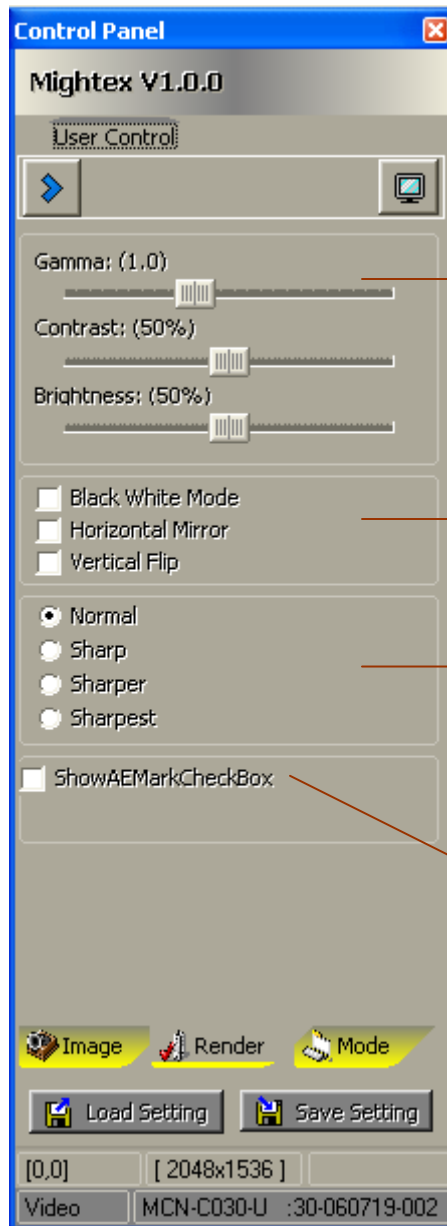 Control Panel
Mightex V1.0.0
User Control
Gamma: (1.0)
Contrast: (50%)
Brightness: (50%)
Black White Mode
Horizontal Mirror
Vertical Flip
Normal
Sharp
Sharper
Sharpest
ShowAEMarkCheckBox
Image Render Mode
Load Setting Save Setting
[0,0] [ 2048x1536 ]
Video MCN-C030-U :30-060719-002